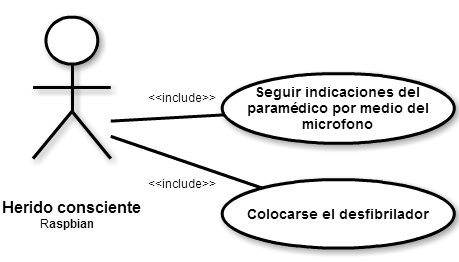 <<include>>
Seguir indicaciones del
paramédico por medio del
microfono
<<include>>
Colocarse el desfibrilador
Herido consciente
Raspbian